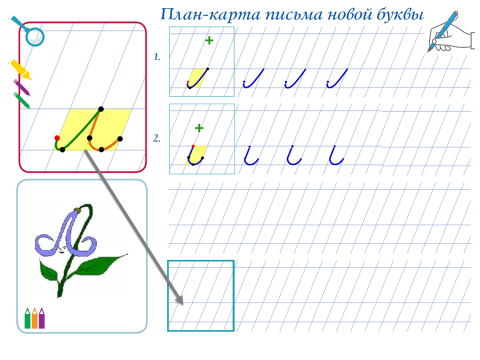 План-карта письма новой буквы
1.
+
2.
+